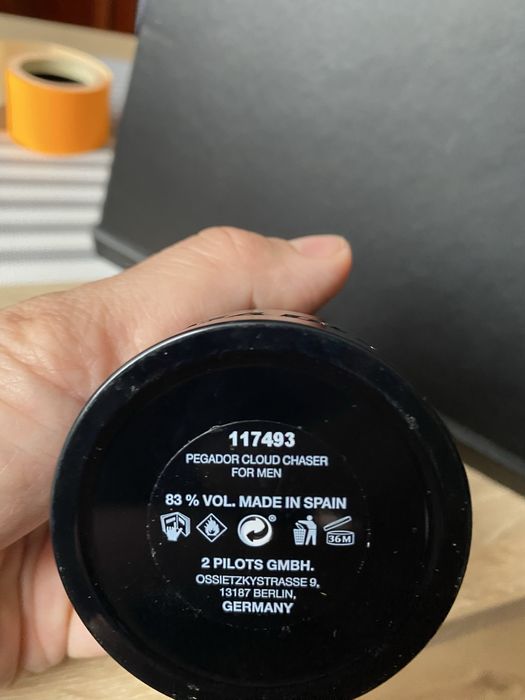 117493
PEGADOR CLOUD CHASER
FOR MEN
83 % VOL. MADE IN SPAIN
®
36 M
2 PILOTS GMBH.
OSSIETZKYSTRASSE 9,
13187 BERLIN,
GERMANY